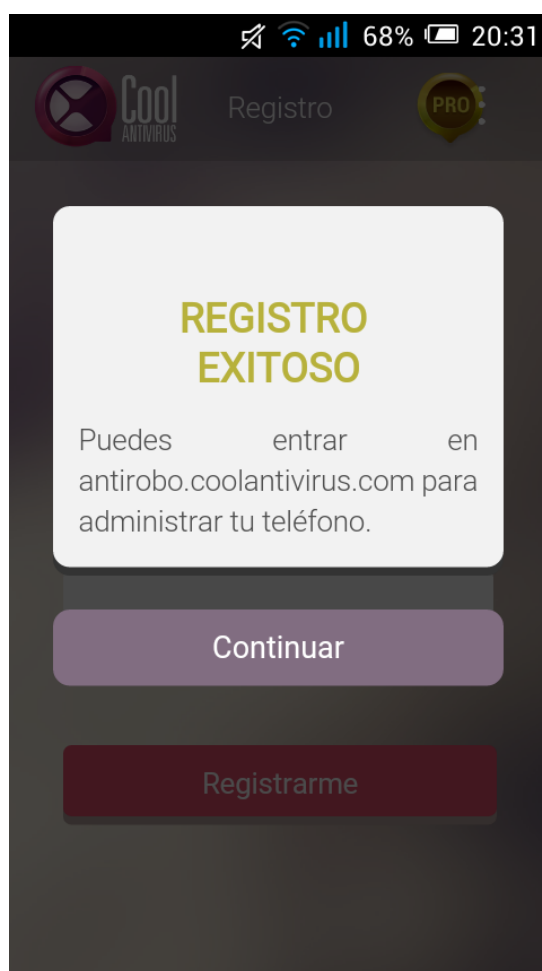 68% 20:31
Cool
ANTIVIRUS
Registro
PRO
REGISTRO
EXITOSO
Puedes entrar en
antirobo.coolantivirus.com para
administrar tu teléfono.
Continuar
Registrarme